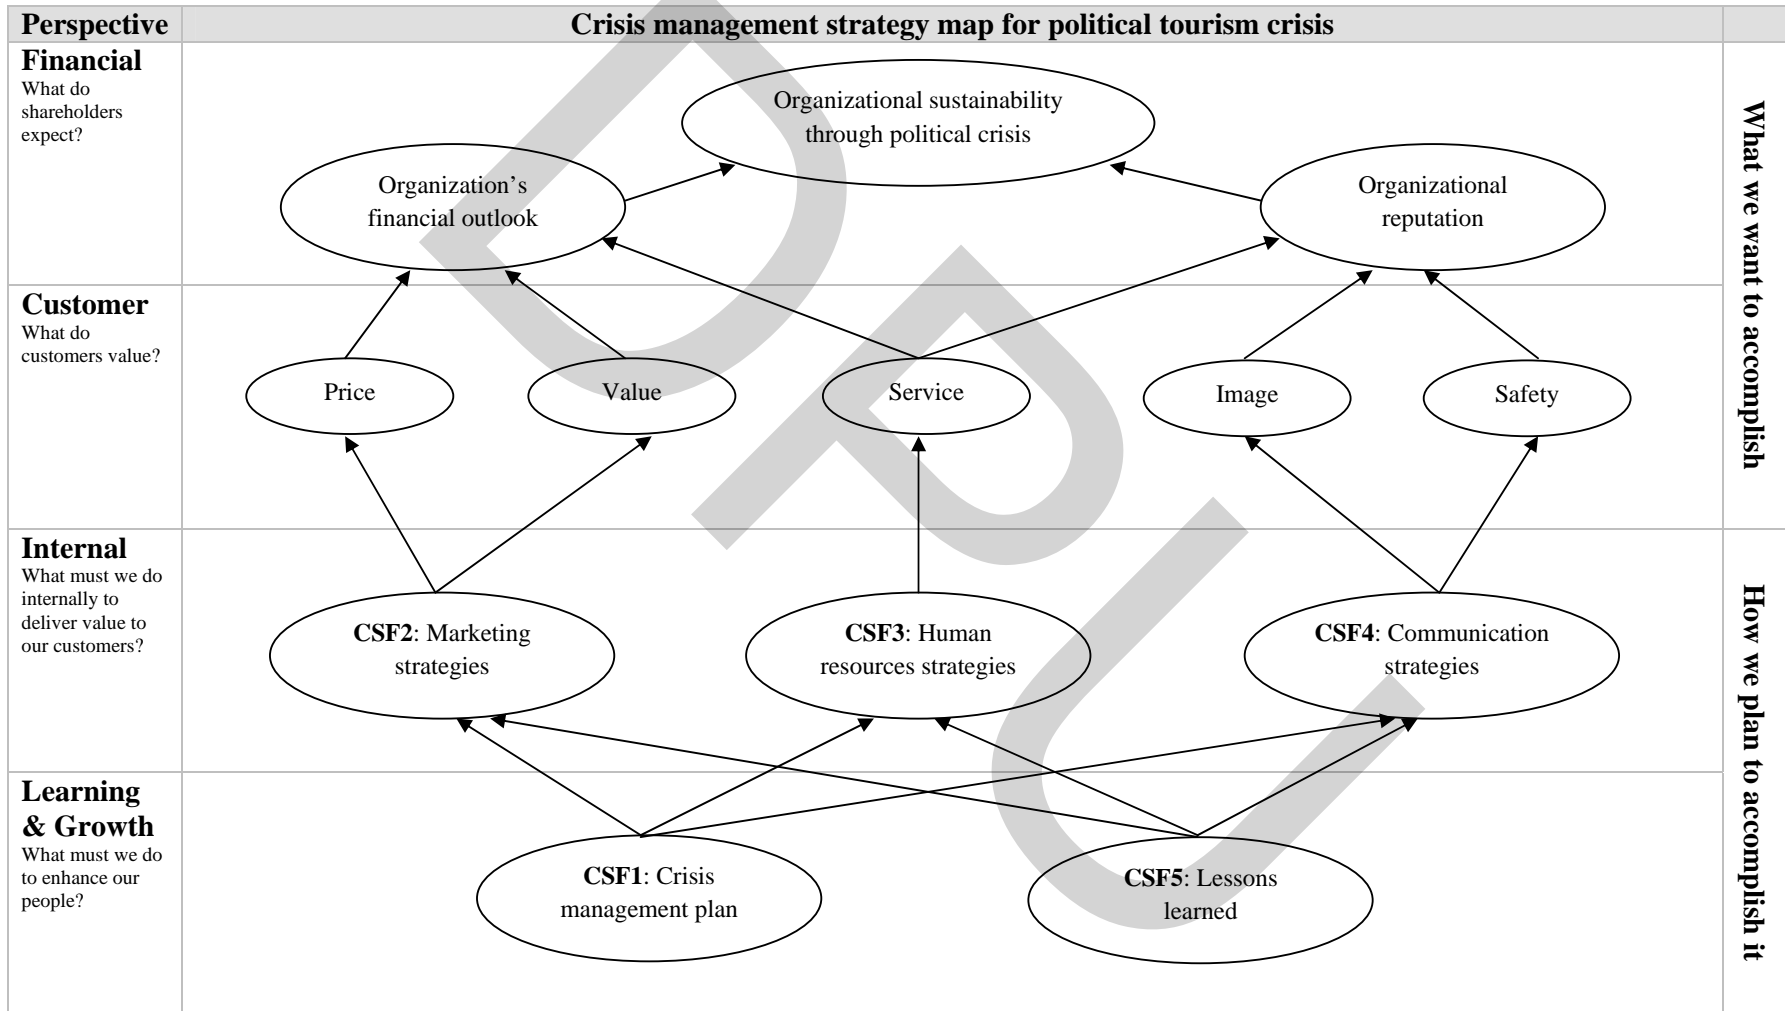 Perspective
Crisis management strategy map for political tourism crisis
Financial
What do
shareholders
expect?
Organizational sustainability
through political crisis
Organization’s
financial outlook
Organizational
reputation
What we want to accomplish
Customer
What do
customers value?
Price
Value
Service
Image
Safety
Internal
What must we do
internally to
deliver value to
our customers?
CSF2: Marketing
strategies
CSF3: Human
resources strategies
CSF4: Communication
strategies
How we plan to accomplish it
Learning
& Growth
What must we do
to enhance our
people?
CSF1: Crisis
management plan
CSF5: Lessons
learned
DPU